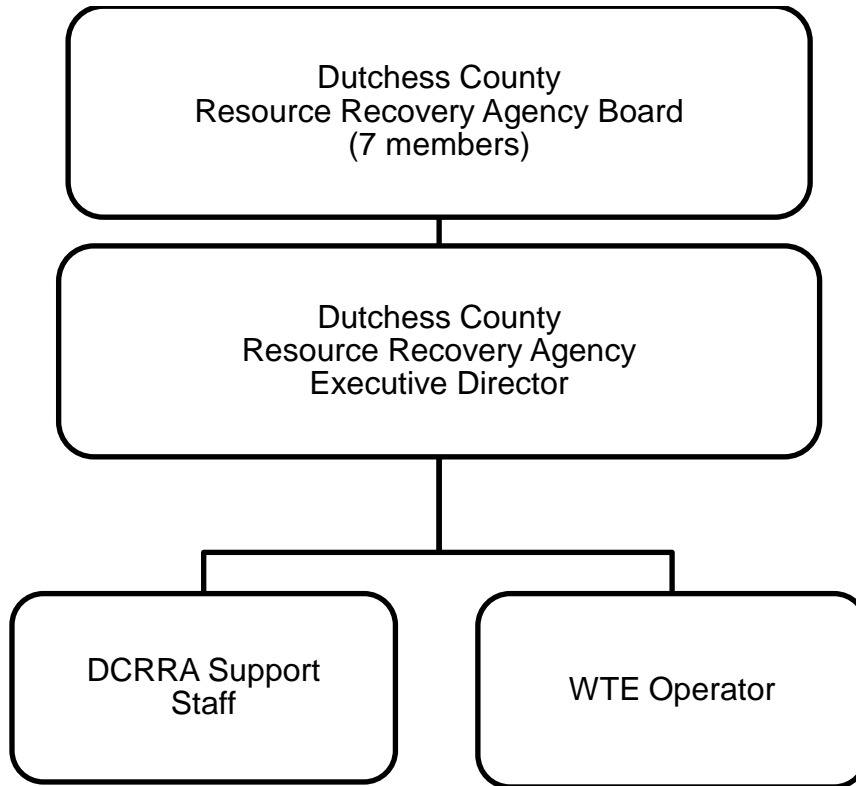 Dutchess County
Resource Recovery Agency Board
(7 members)
Dutchess County
Resource Recovery Agency
Executive Director
DCRRA Support
Staff
WTE Operator